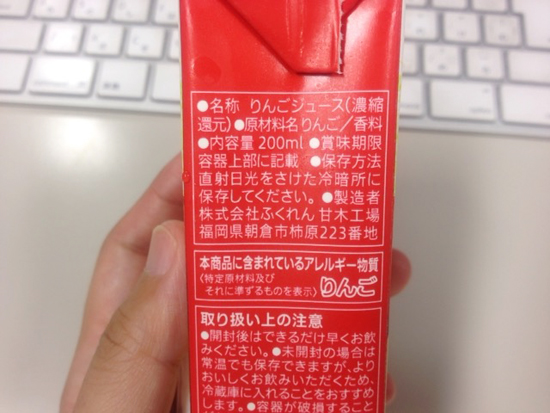 ●名称 りんごジュース(濃縮
還元)●原材料名りんご/香料
●内容量 200ml ●賞味期限
容器上部に記載 ●保存方法
直射日光をさけた冷暗所に
保存してください。●製造者
株式会社ふくれん 甘木工場
福岡県朝倉市柿原223番地
本商品に含まれているアレルギー物質
〈特定原材料及び
それに準ずるものを表示〉りんご
取り扱い上の注意
●開封後はできるだけ早くお飲
みください。●未開封の場合は
常温でも保存できますが、より
おいしくお飲みいただくため、
冷蔵庫に入れることをおすすめ
します。●容器が破損すること